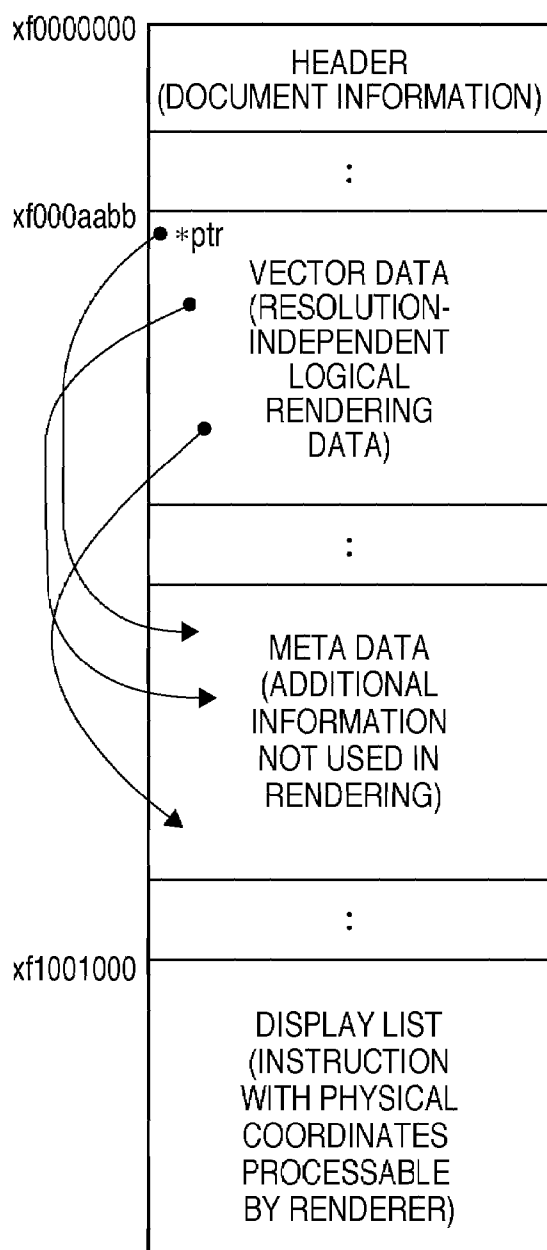 xf0000000
HEADER
(DOCUMENT INFORMATION)
:
xf000aabb
*ptr
VECTOR DATA
(RESOLUTION-
INDEPENDENT
LOGICAL
RENDERING
DATA)
:
META DATA
(ADDITIONAL
INFORMATION
NOT USED IN
RENDERING)
:
xf1001000
DISPLAY LIST
(INSTRUCTION
WITH PHYSICAL
COORDINATES
PROCESSABLE
BY RENDERER)